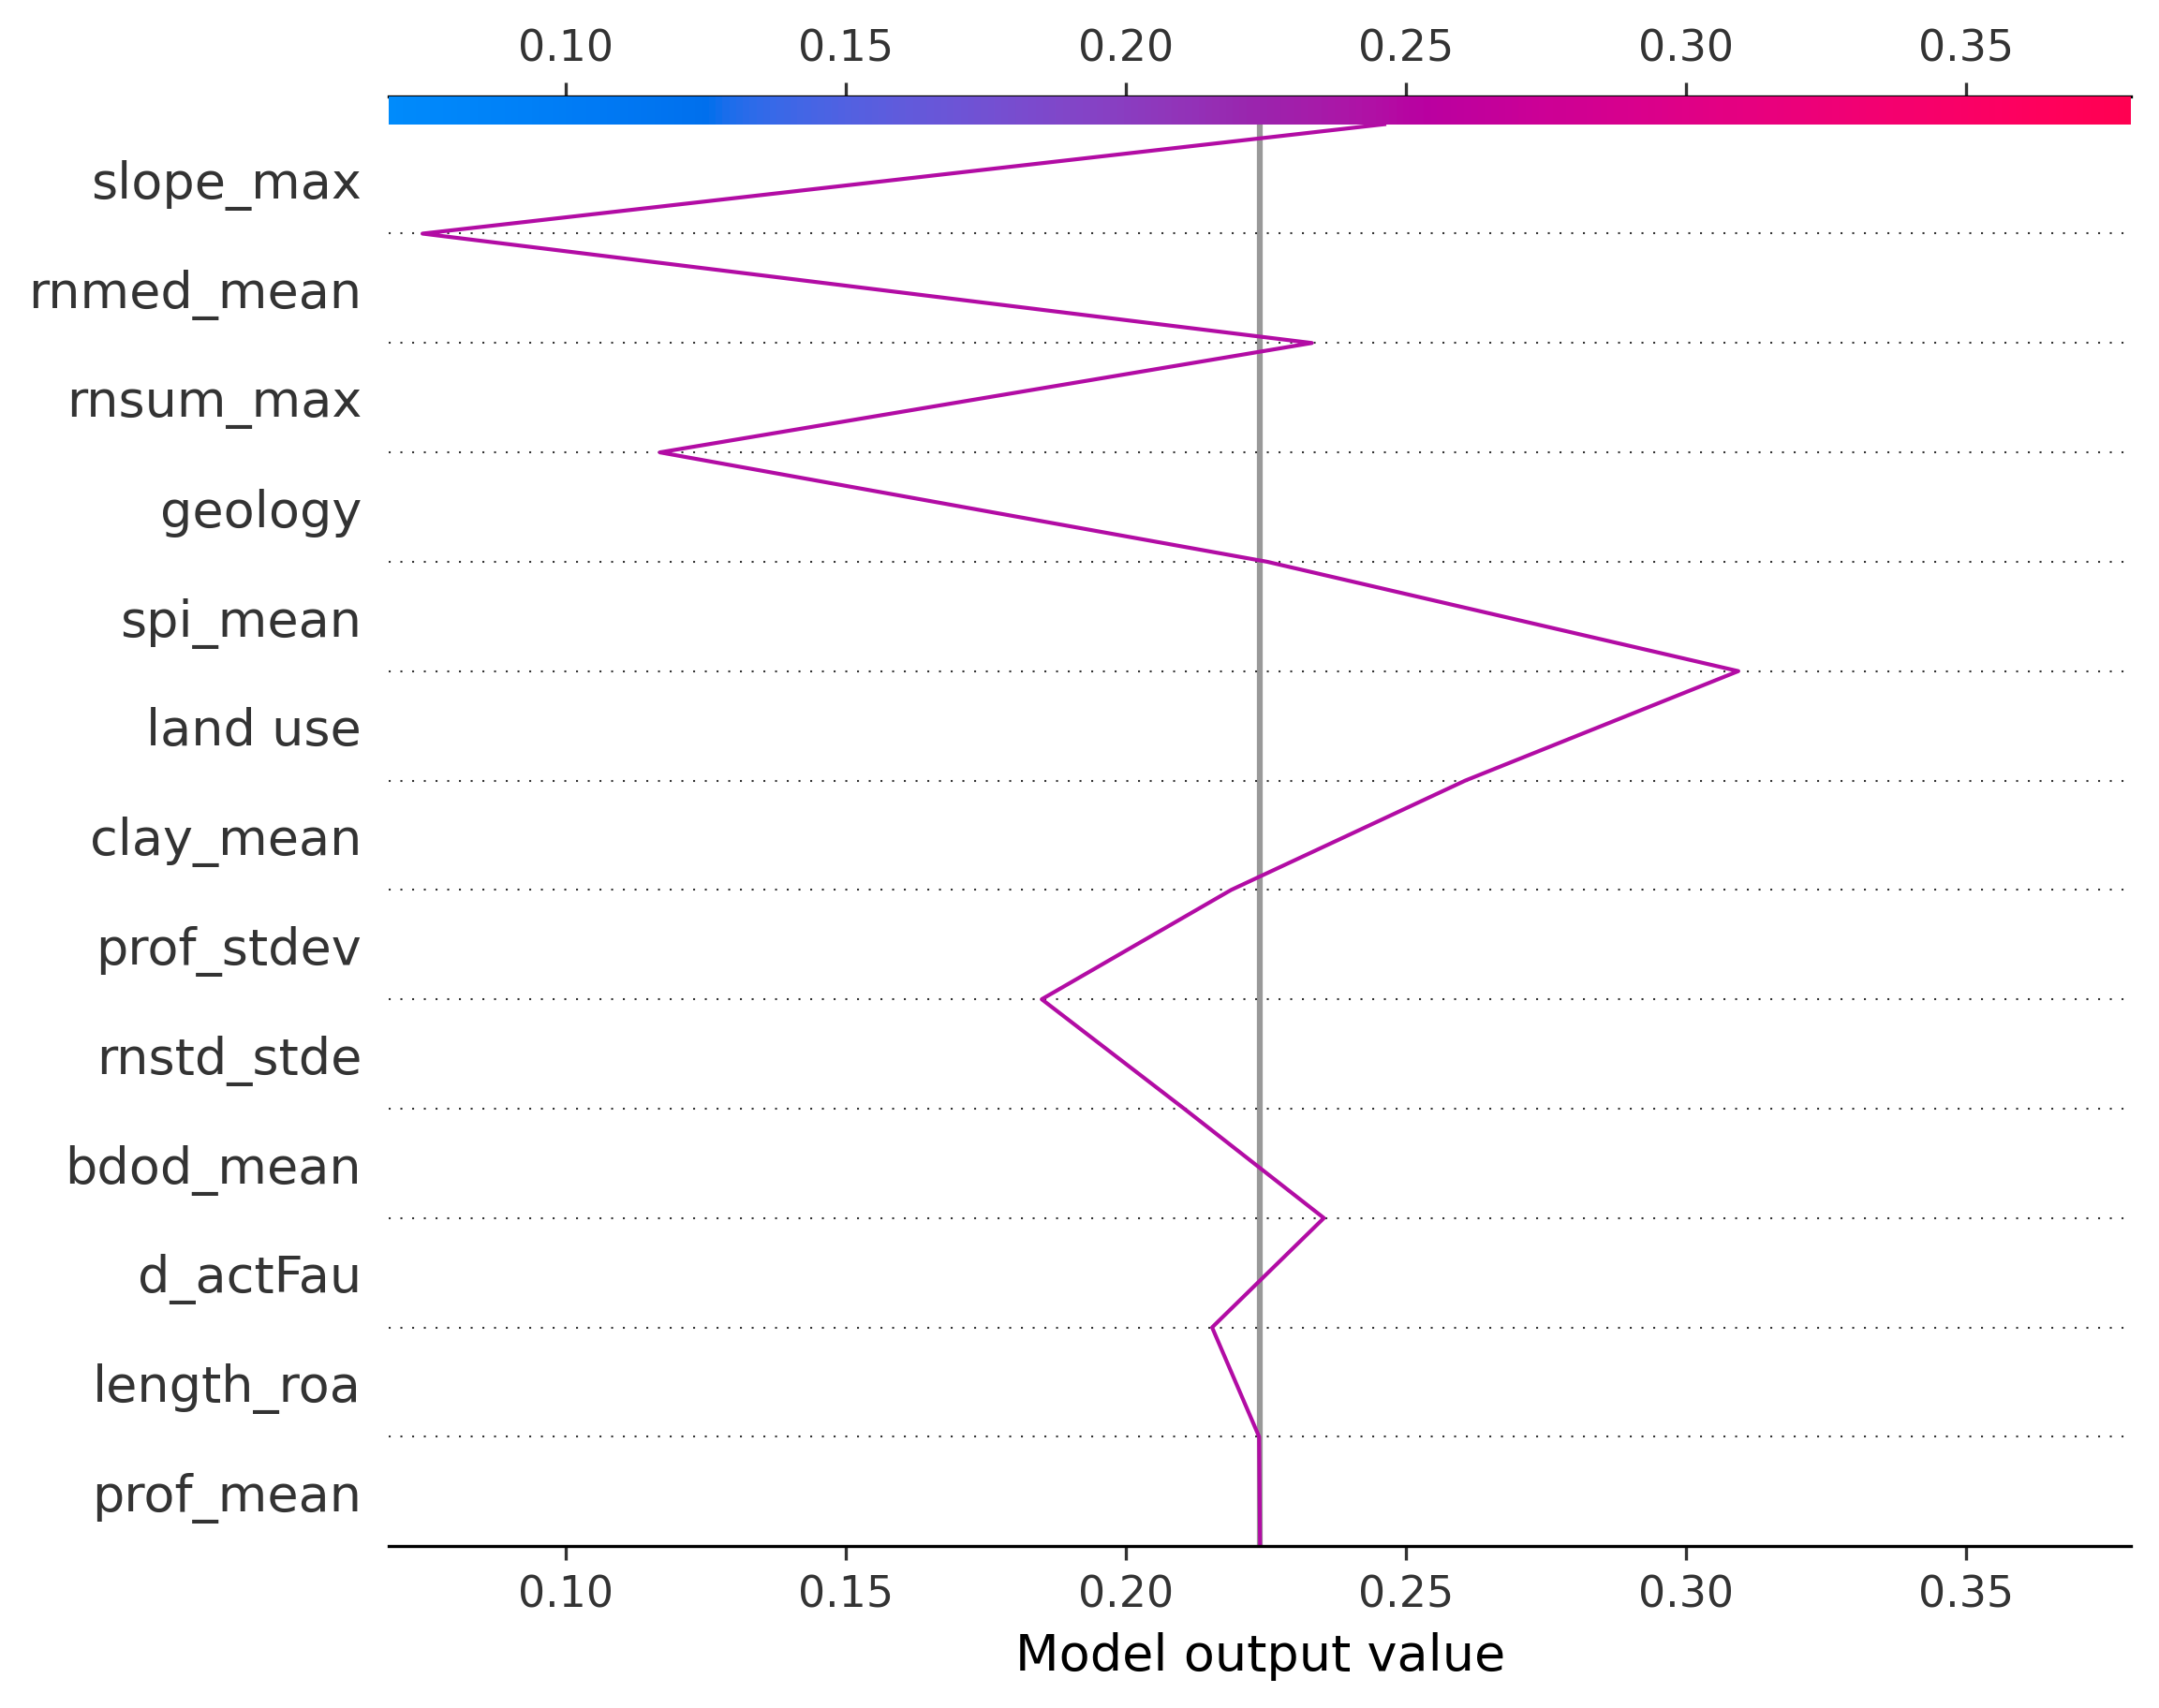 0.10 0.15 0.20 0.25 0.30 0.35
slope_max
rnmed_mean
rnsum_max
geology
spi_mean
land use
clay_mean
prof_stdev
rnstd_stde
bdod_mean
d_actFau
length_roa
prof_mean
0.10 0.15 0.20 0.25 0.30 0.35
Model output value